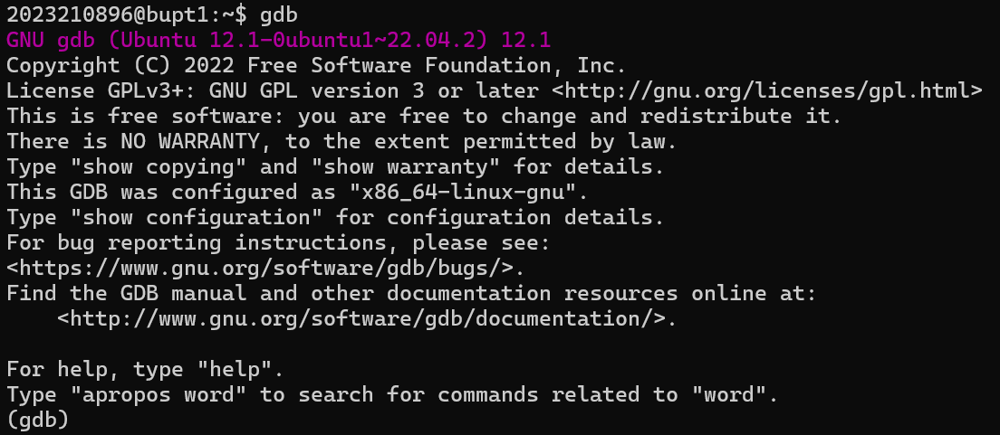 2023210896@bupt1:~$ gdb
GNU gdb (Ubuntu 12.1-0ubuntu1~22.04.2) 12.1
Copyright (C) 2022 Free Software Foundation, Inc.
License GPLv3+: GNU GPL version 3 or later <http://gnu.org/licenses/gpl.html>
This is free software: you are free to change and redistribute it.
There is NO WARRANTY, to the extent permitted by law.
Type "show copying" and "show warranty" for details.
This GDB was configured as "x86_64-linux-gnu".
Type "show configuration" for configuration details.
For bug reporting instructions, please see:
<https://www.gnu.org/software/gdb/bugs/>.
Find the GDB manual and other documentation resources online at:
    <http://www.gnu.org/software/gdb/documentation/>.

For help, type "help".
Type "apropos word" to search for commands related to "word".
(gdb)